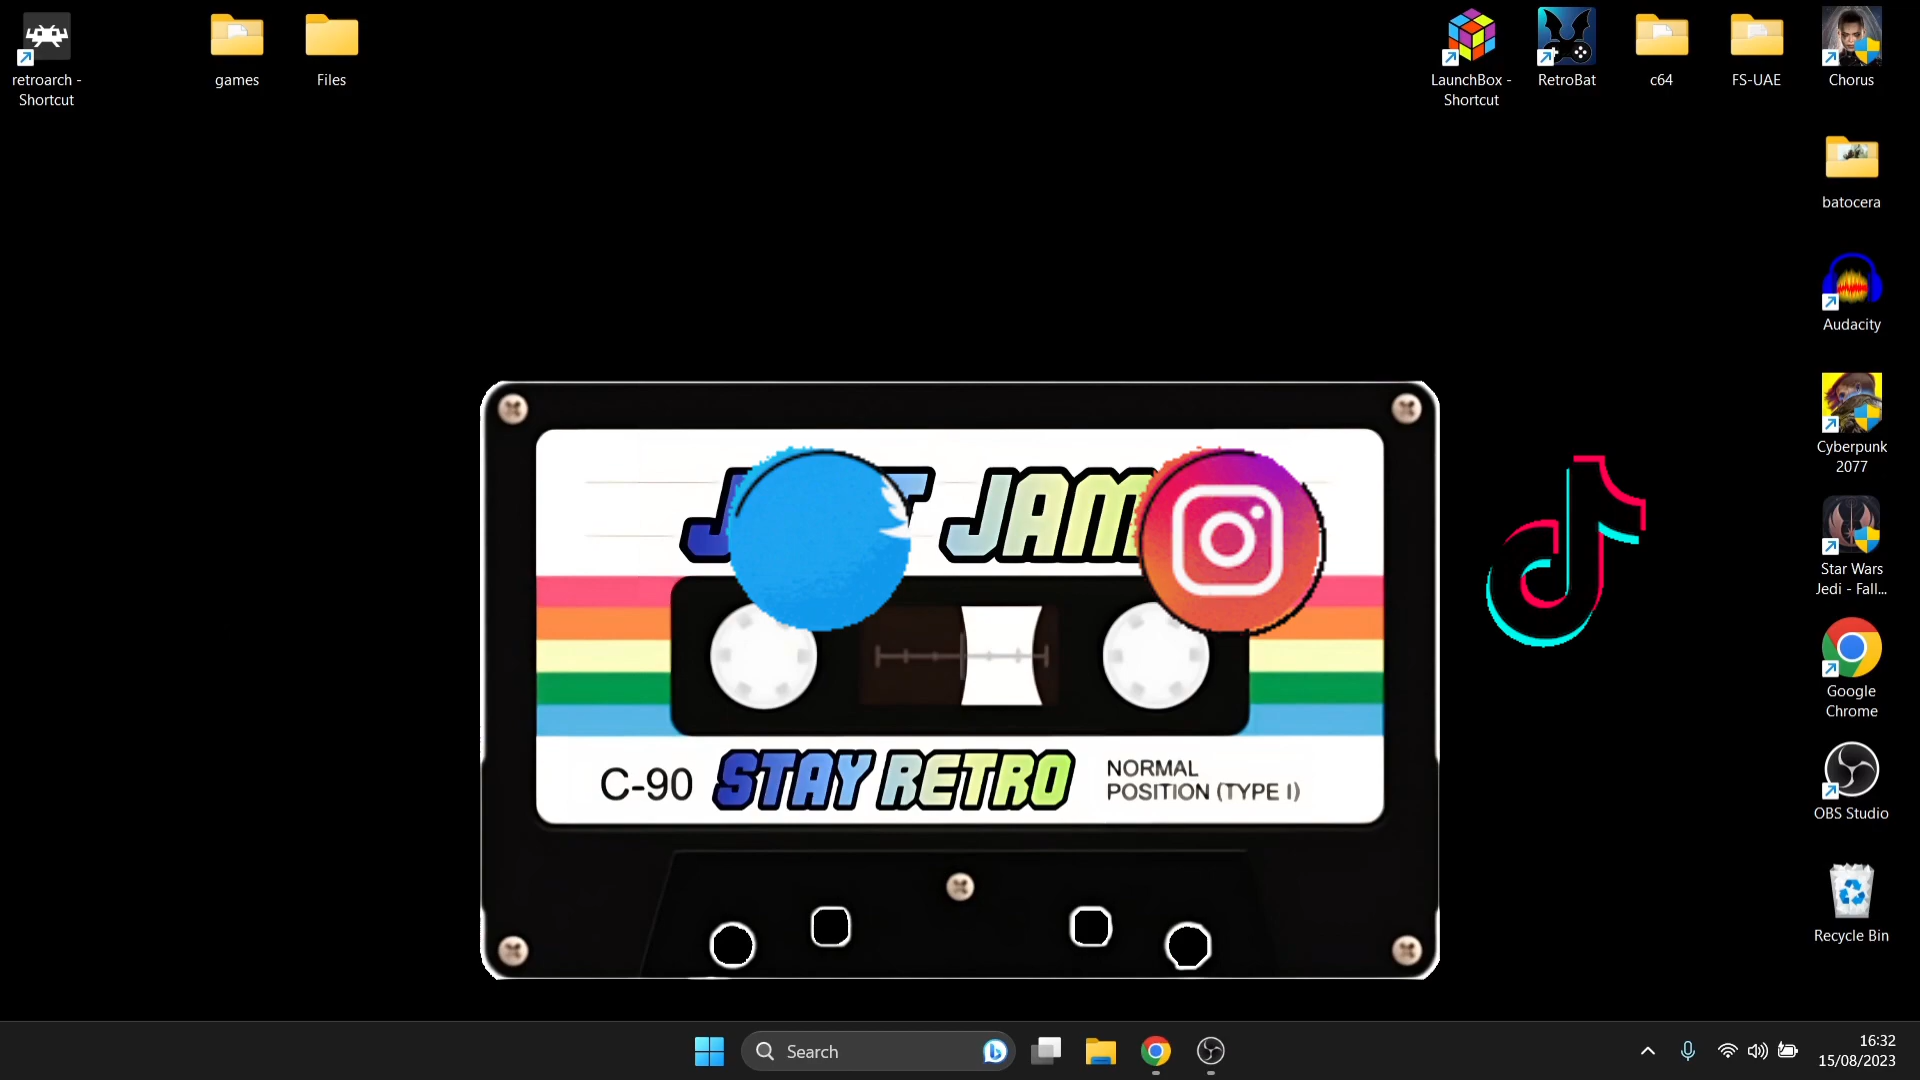 retroarch -
Shortcut
games
Files
LaunchBox -
Shortcut
RetroBat
c64
FS-UAE
Chorus
batocera
Audacity
Cyberpunk
2077
Star Wars
Jedi - Fall...
Google
Chrome
OBS Studio
Recycle Bin
JAM
C-90
STAY RETRO
NORMAL
POSITION (TYPE I)
Search
16:32
15/08/2023